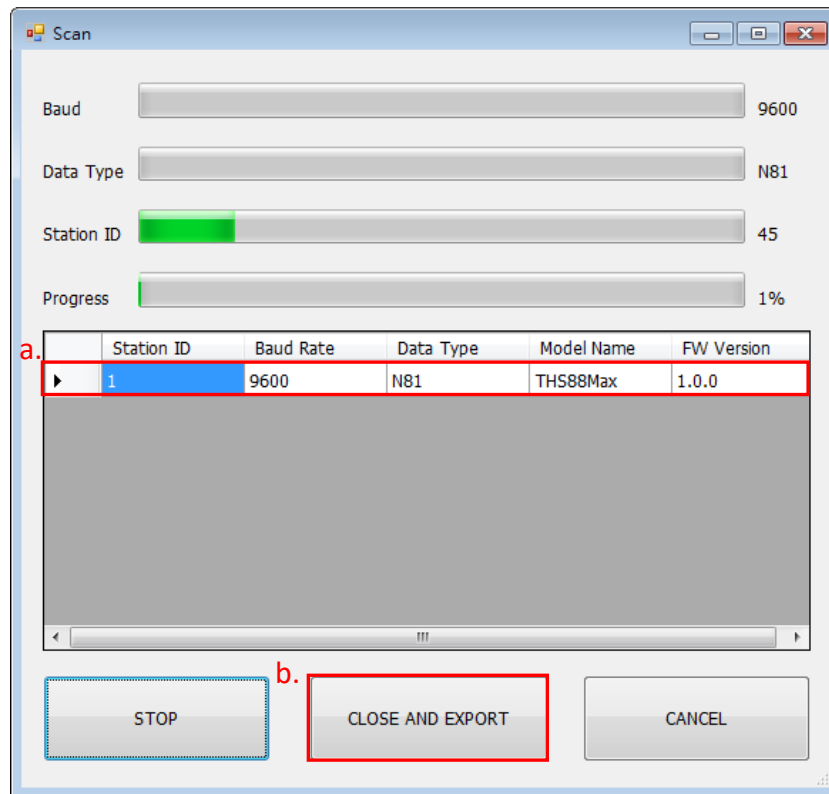 Scan
Baud 9600
Data Type N81
Station ID 45
Progress 1%
a.
Station ID Baud Rate Data Type Model Name FW Version
1 9600 N81 THS88Max 1.0.0
b.
STOP CLOSE AND EXPORT CANCEL